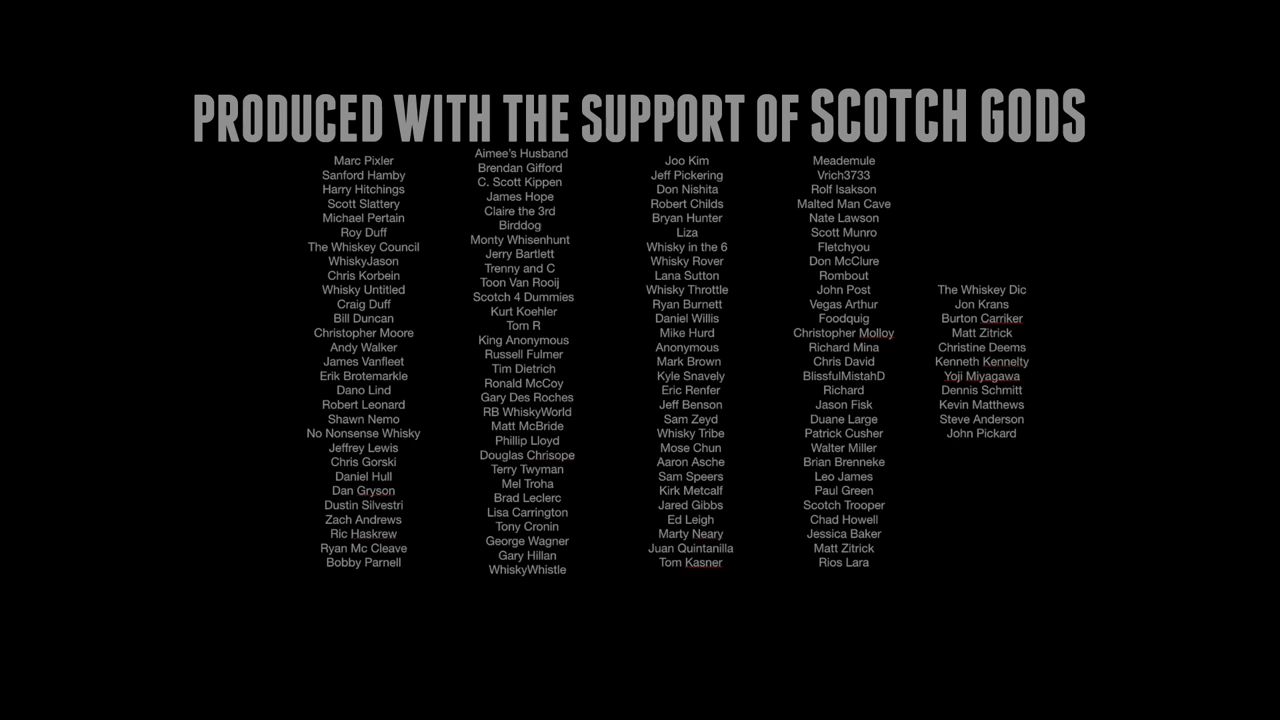 PRODUCED WITH THE SUPPORT OF SCOTCH GODS
Marc Pixler
Sanford Hamby
Harry Hitchings
Scott Slattery
Michael Pertain
Roy Duff
The Whiskey Council
WhiskyJason
Chris Korbein
Whisky Untitled
Craig Duff
Bill Duncan
Christopher Moore
Andy Walker
James Vanfleet
Erik Brotemarkle
Dano Lind
Robert Leonard
Shawn Nemo
No Nonsense Whisky
Jeffrey Lewis
Chris Gorski
Daniel Hull
Dan Gryson
Dustin Silvestri
Zach Andrews
Ric Haskrew
Ryan Mc Cleave
Bobby Parnell
Aimee's Husband
Brendan Gifford
C. Scott Kippen
James Hope
Claire the 3rd
Birddog
Monty Whisenhunt
Jerry Bartlett
Trenny and C
Toon Van Rooij
Scotch 4 Dummies
Kurt Koehler
Tom R
King Anonymous
Russell Fulmer
Tim Dietrich
Ronald McCoy
Gary Des Roches
RB WhiskyWorld
Matt McBride
Phillip Lloyd
Douglas Chrisope
Terry Twyman
Mel Troha
Brad Leclerc
Lisa Carrington
Tony Cronin
George Wagner
Gary Hillan
WhiskyWhistle
Joo Kim
Jeff Pickering
Don Nishita
Robert Childs
Bryan Hunter
Liza
Whisky in the 6
Whisky Rover
Lana Sutton
Whisky Throttle
Ryan Burnett
Daniel Willis
Mike Hurd
Anonymous
Mark Brown
Kyle Snavely
Eric Renfer
Jeff Benson
Sam Zeyd
Whisky Tribe
Mose Chun
Aaron Asche
Sam Speers
Kirk Metcalf
Jared Gibbs
Ed Leigh
Marty Neary
Juan Quintanilla
Tom Kasner
Meademule
Vrich3733
Rolf Isakson
Malted Man Cave
Nate Lawson
Scott Munro
Fletchyou
Don McClure
Rombout
John Post
Vegas Arthur
Foodquig
Christopher Molloy
Richard Mina
Chris David
BlissfulMistahD
Richard
Jason Fisk
Duane Large
Patrick Cusher
Walter Miller
Brian Brenneke
Leo James
Paul Green
Scotch Trooper
Chad Howell
Jessica Baker
Matt Zitrick
Rios Lara
The Whiskey Dic
Jon Krans
Burton Carriker
Matt Zitrick
Christine Deems
Kenneth Kennelty
Yoji Miyagawa
Dennis Schmitt
Kevin Matthews
Steve Anderson
John Pickard